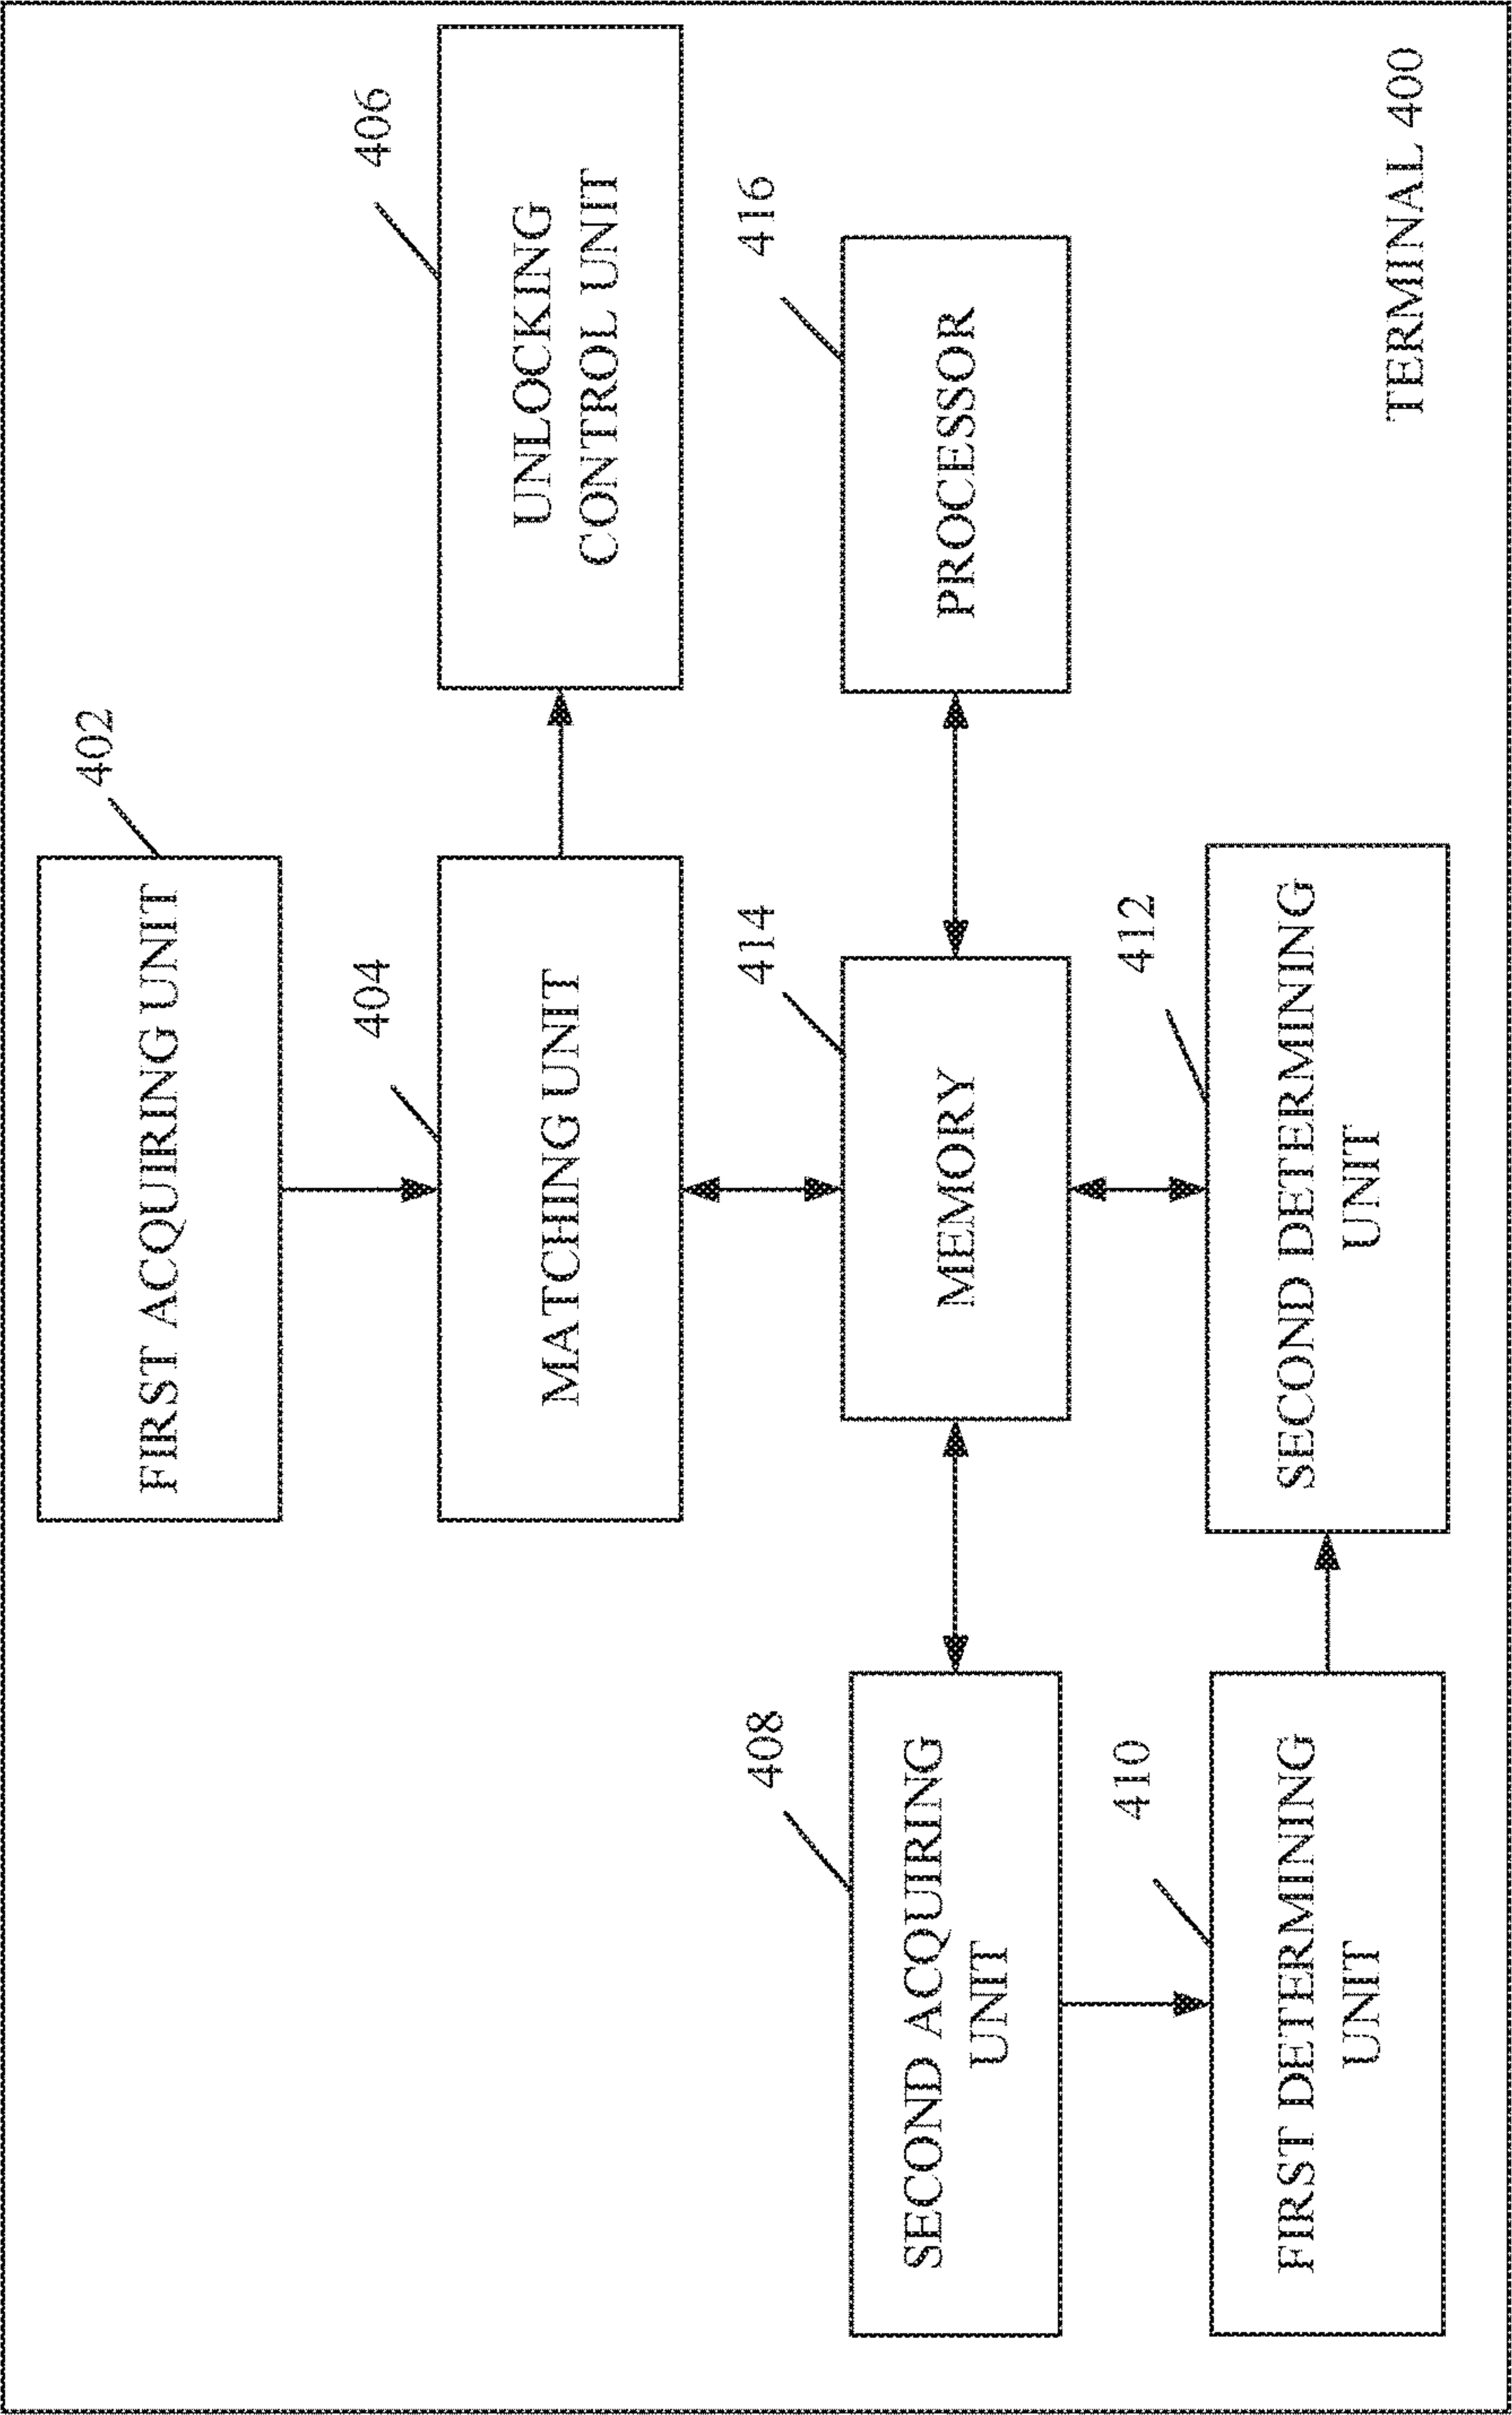 402
FIRST ACQUIRING UNIT
404
MATCHING UNIT
406
UNLOCKING
CONTROL UNIT
408
SECOND ACQUIRING
UNIT
414
MEMORY
416
PROCESSOR
410
FIRST DETERMINING
UNIT
412
SECOND DETERMINING
UNIT
TERMINAL 400